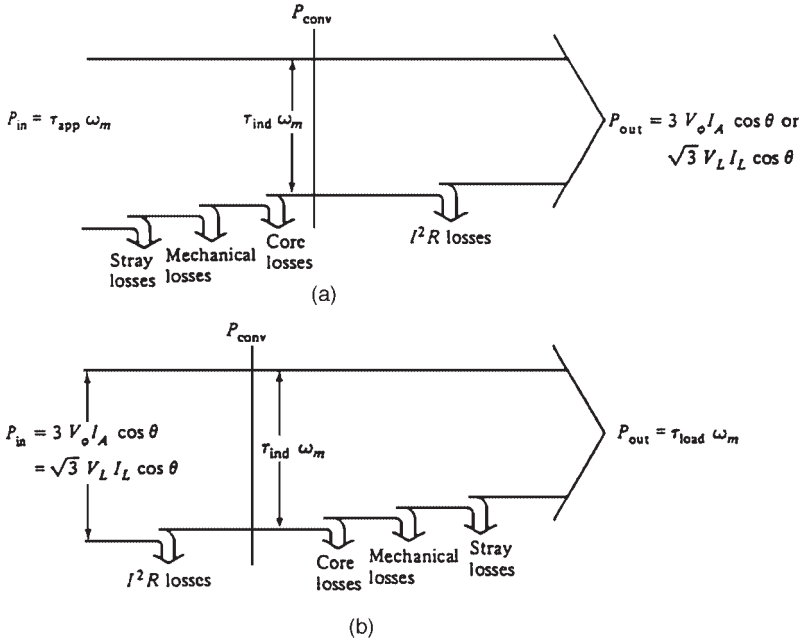 P_conv
P_in = τ_app ω_m
τ_ind ω_m
P_out = 3 V_φ I_A cos θ or
√3 V_L I_L cos θ
Stray
losses
Mechanical
losses
Core
losses
I²R losses
(a)
P_conv
P_in = 3 V_φ I_A cos θ
= √3 V_L I_L cos θ
τ_ind ω_m
P_out = τ_load ω_m
I²R losses
Core
losses
Mechanical
losses
Stray
losses
(b)